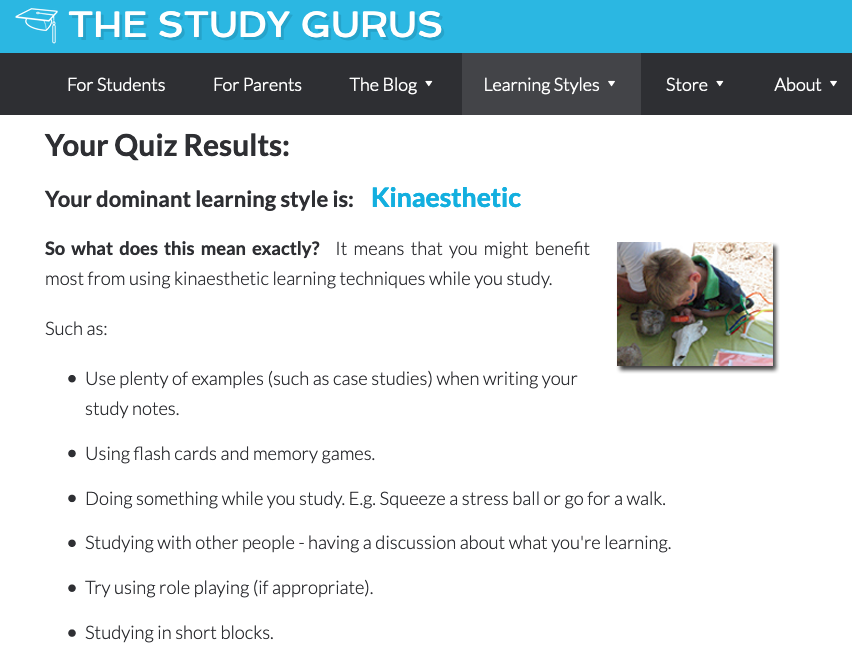 THE STUDY GURUS
For Students For Parents The Blog ▼ Learning Styles ▼ Store ▼ About ▼
Your Quiz Results:
Your dominant learning style is: Kinaesthetic
So what does this mean exactly? It means that you might benefit
most from using kinaesthetic learning techniques while you study.
Such as:
• Use plenty of examples (such as case studies) when writing your
study notes.
• Using flash cards and memory games.
• Doing something while you study. E.g. Squeeze a stress ball or go for a walk.
• Studying with other people - having a discussion about what you're learning.
• Try using role playing (if appropriate).
• Studying in short blocks.